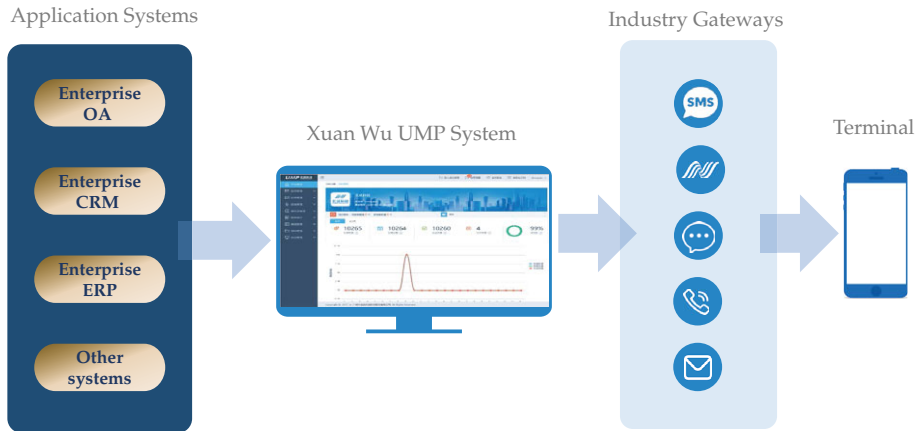 Application Systems
Enterprise
OA
Enterprise
CRM
Enterprise
ERP
Other
systems
Xuan Wu UMP System
10265
10264
10260
4
99%
Industry Gateways
SMS
Terminal